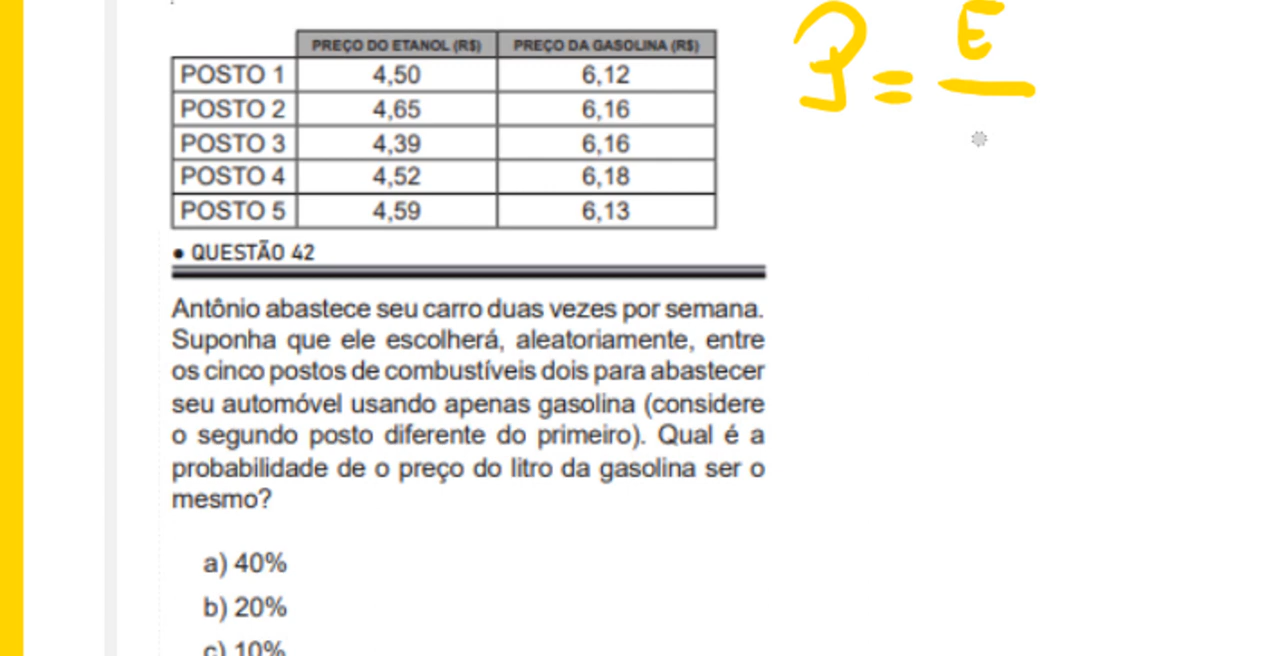 PREÇO DO ETANOL (R$) PREÇO DA GASOLINA (R$)
POSTO 1 4,50 6,12
POSTO 2 4,65 6,16
POSTO 3 4,39 6,16
POSTO 4 4,52 6,18
POSTO 5 4,59 6,13
P = E
• QUESTÃO 42
Antônio abastece seu carro duas vezes por semana.
Suponha que ele escolherá, aleatoriamente, entre
os cinco postos de combustíveis dois para abastecer
seu automóvel usando apenas gasolina (considere
o segundo posto diferente do primeiro). Qual é a
probabilidade de o preço do litro da gasolina ser o
mesmo?
a) 40%
b) 20%
c) 10%